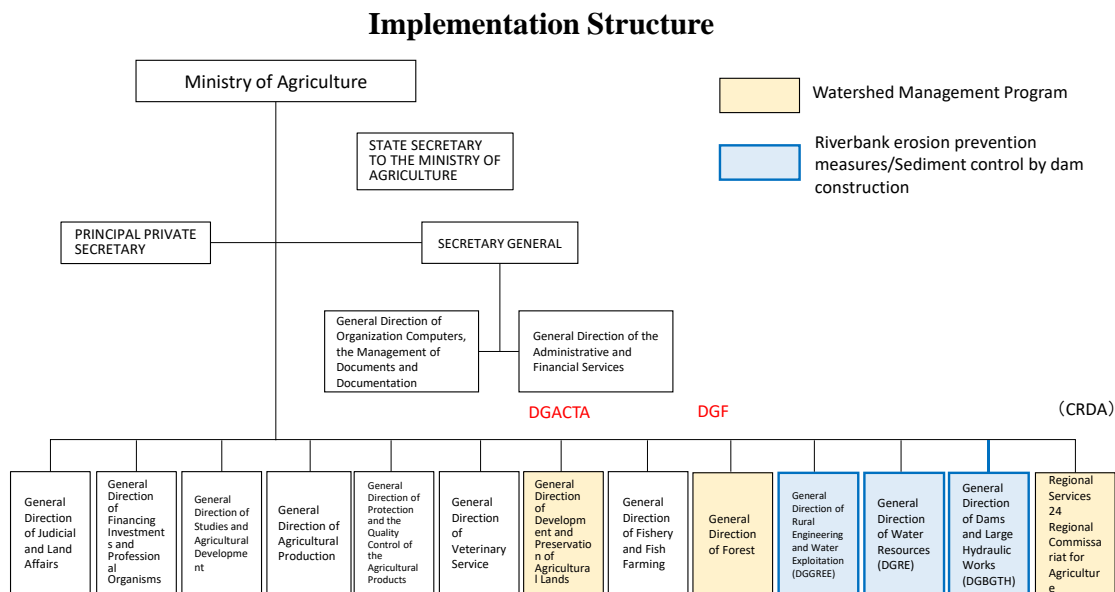 Implementation Structure
Ministry of Agriculture
Watershed Management Program
STATE SECRETARY
TO THE MINISTRY OF
AGRICULTURE
Riverbank erosion prevention
measures/Sediment control by dam
construction
PRINCIPAL PRIVATE
SECRETARY
SECRETARY GENERAL
General Direction of
Organization Computers,
the Management of
Documents and
Documentation
General Direction of the
Administrative and
Financial Services
DGACTA
DGF
（CRDA）
General
Direction
of Judicial
and Land
Affairs
General
Direction
of
Financing
Investment
s and
Profession
al
Organisms
General
Direction of
Studies and
Agricultural
Developme
nt
General
Direction of
Agricultural
Production
General
Direction of
Protection
and the
Quality
Control of
the
Agricultural
Products
General
Direction
of
Veterinary
Service
General
Direction
of
Developm
ent and
Preservatio
n of
Agricultura
l Lands
General
Direction
of Fishery
and Fish
Farming
General
Direction
of Forest
General
Direction of
Rural
Engineering
and Water
Exploitation
(DGGREE)
General
Direction
of Water
Resources
(DGRE)
General
Direction
of Dams
and Large
Hydraulic
Works
(DGBGTH)
Regional
Services
24
Regional
Commissa
riat for
Agricultur
e